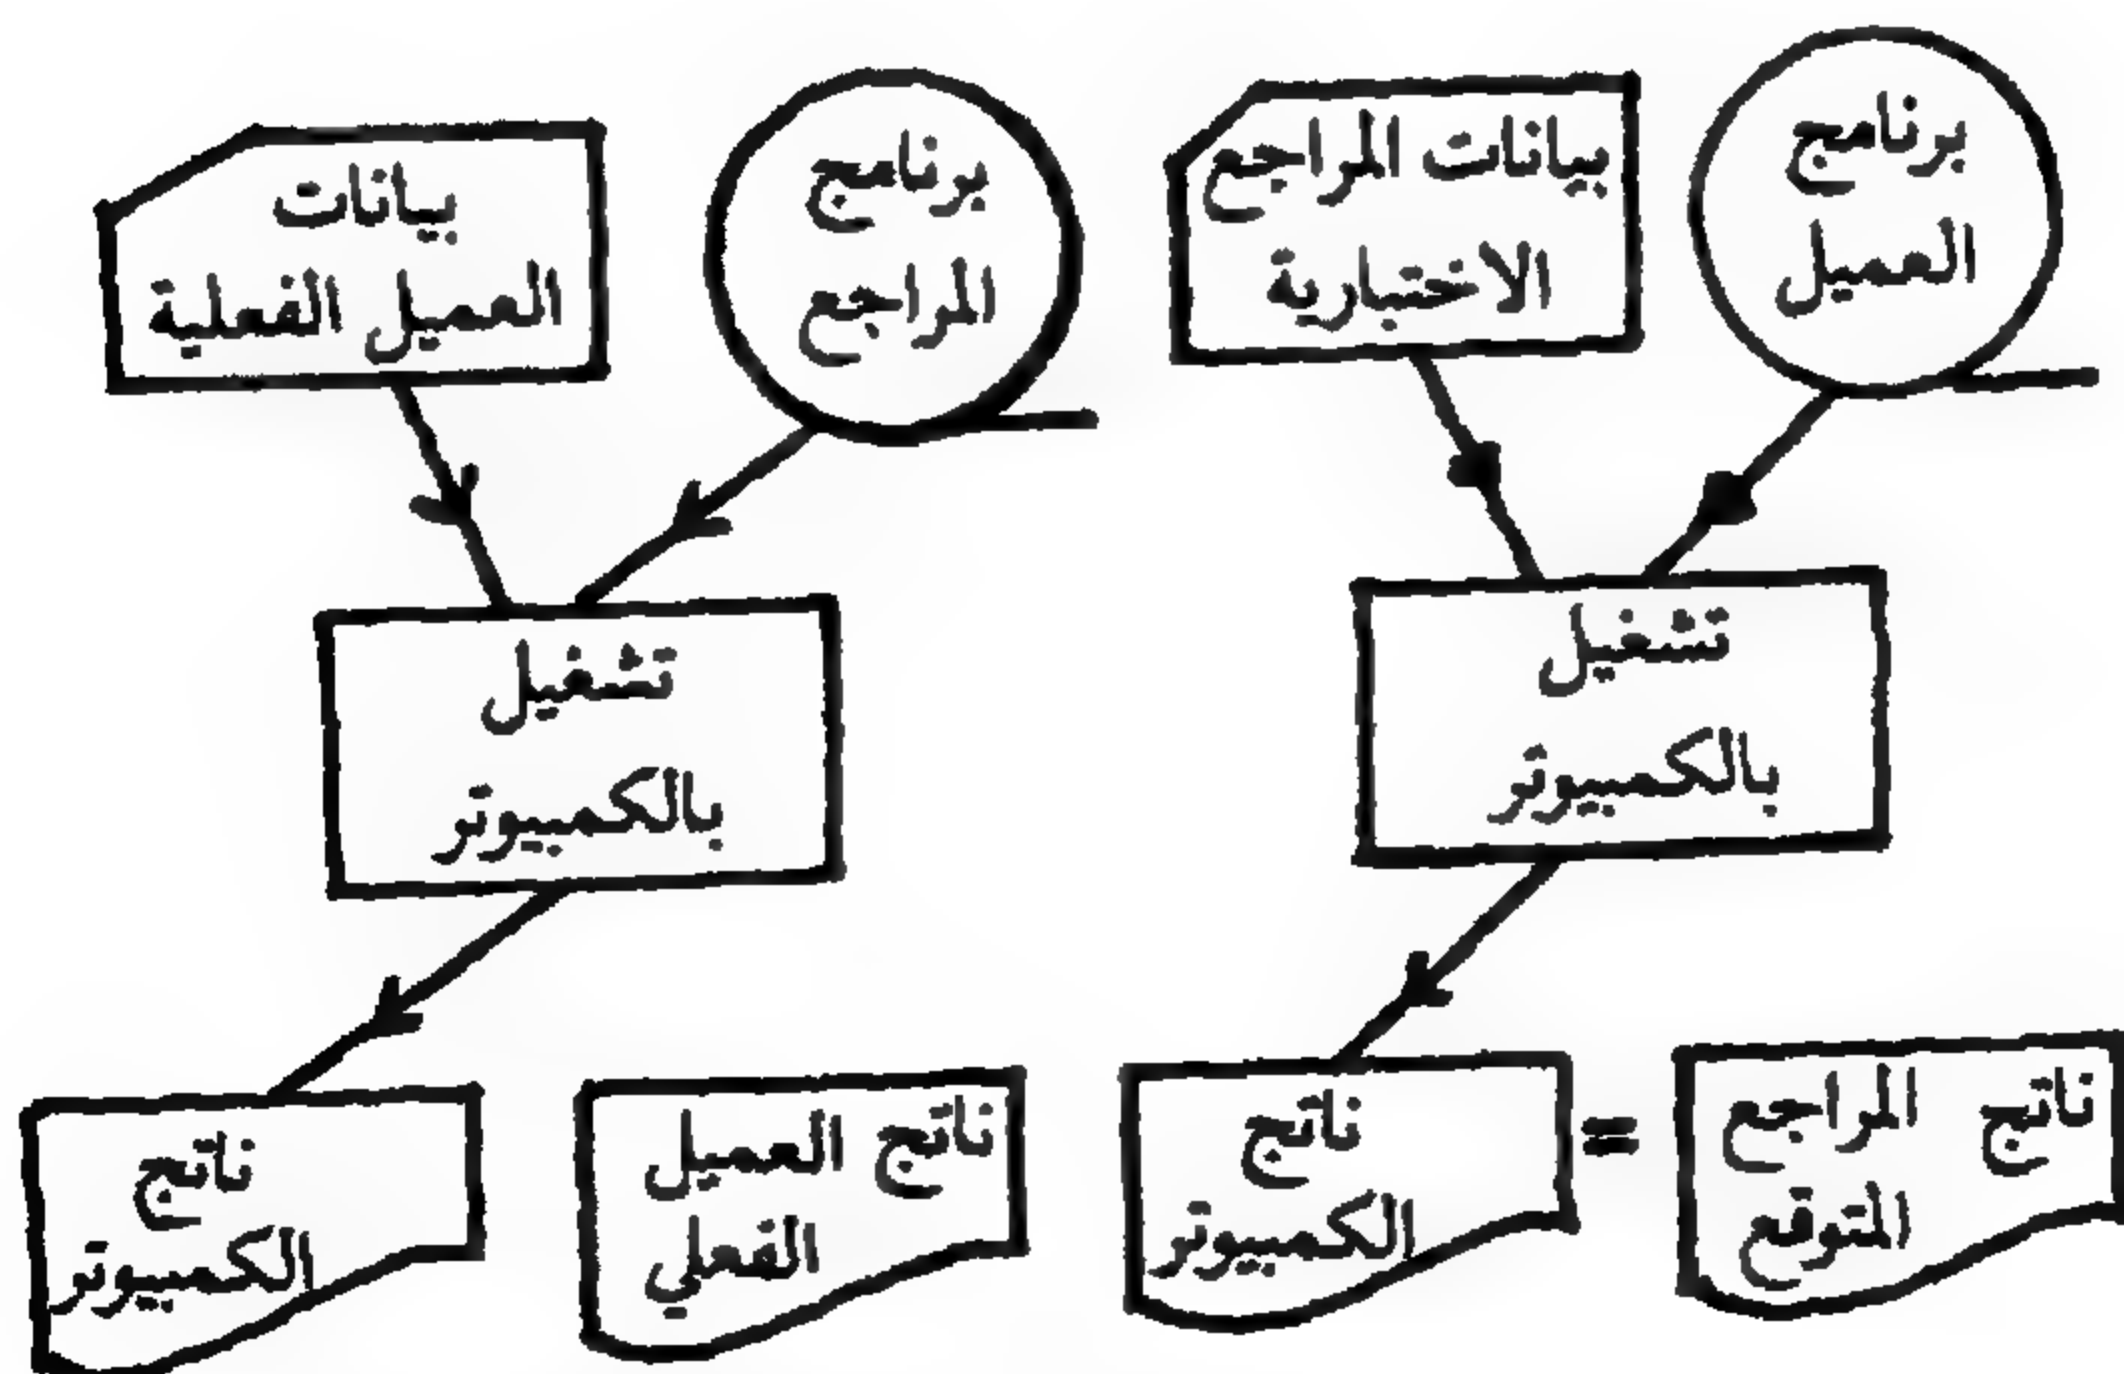 برنامج
العميل
بيانات المراجع
الاختبارية
تشغيل
بالكمبيوتر
ناتج المراجع
المتوقع
=
ناتج
الكمبيوتر
برنامج
المراجع
بيانات
العميل الفعلية
تشغيل
بالكمبيوتر
ناتج العميل
الفعلي
ناتج
الكمبيوتر